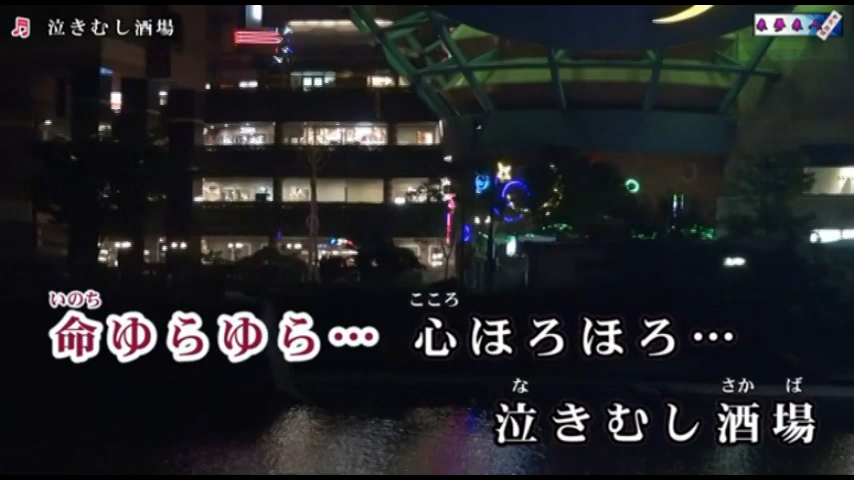 泣きむし酒場
いのち こころ
命ゆらゆら… 心ほろほろ…
な さか ば
泣きむし酒場